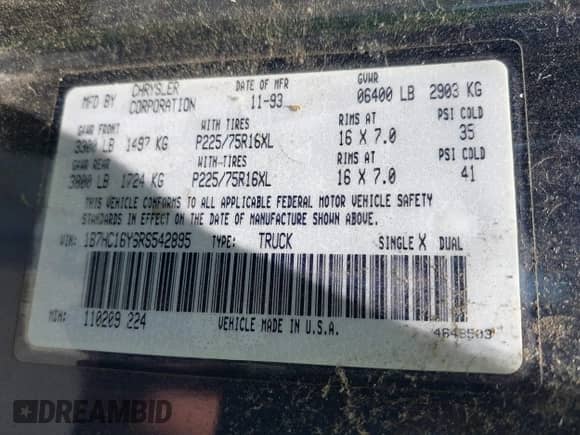 MFD BY CHRYSLER CORPORATION DATE OF MFR 11-93 GVWR 06400 LB 2903 KG
GAWR FRONT WITH TIRES RIMS AT PSI COLD
3300 LB 1497 KG P225/75R16XL 16 X 7.0 35
GAWR REAR WITH-TIRES RIMS AT PSI COLD
3800 LB 1724 KG P225/75R16XL 16 X 7.0 41
THIS VEHICLE CONFORMS TO ALL APPLICABLE FEDERAL MOTOR VEHICLE SAFETY
STANDARDS IN EFFECT ON THE DATE OF MANUFACTURE SHOWN ABOVE.
VIN: 1B7HC16Y6RS542895 TYPE: TRUCK SINGLE X DUAL
110209 224 VEHICLE MADE IN U.S.A. 4648503
DREAMBID